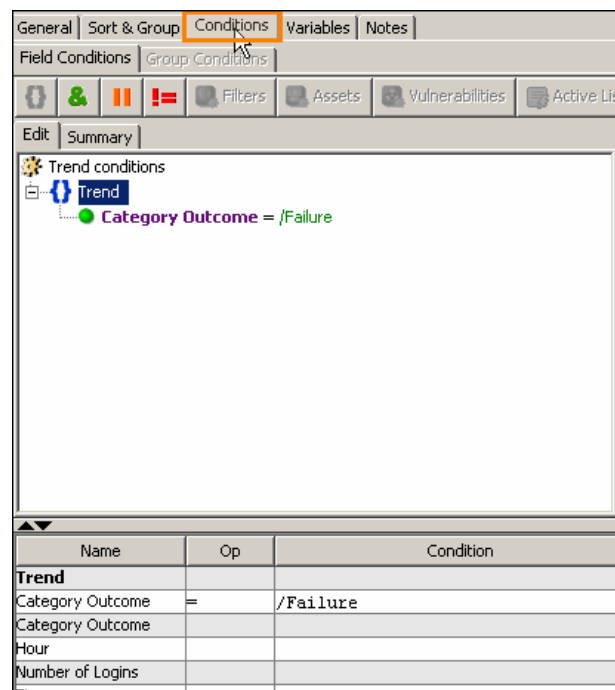 General Sort & Group Conditions Variables Notes
Field Conditions Group Conditions
{} & || != Filters Assets Vulnerabilities Active Li
Edit Summary
Trend conditions
{} Trend
Category Outcome = /Failure
Name Op Condition
Trend
Category Outcome = /Failure
Category Outcome
Hour
Number of Logins